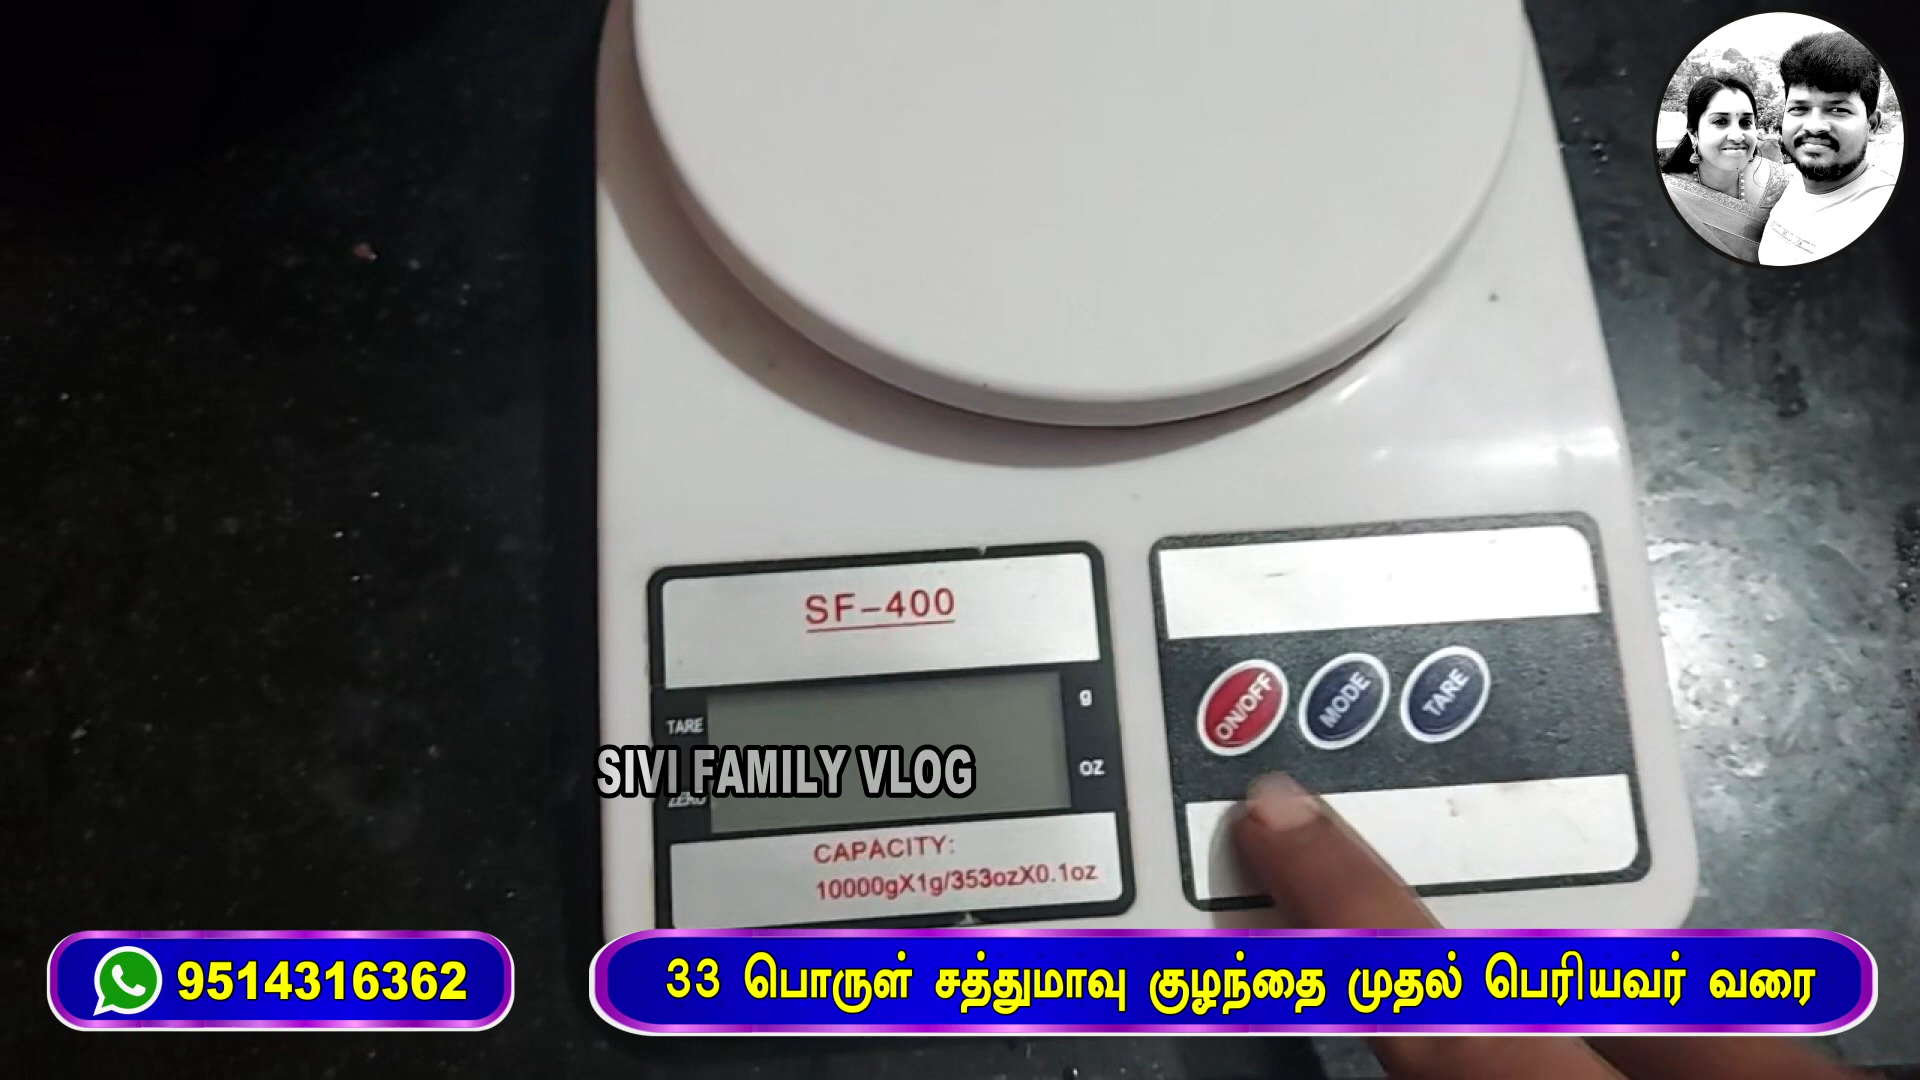 SF-400
TARE
g
ZERO
oz
CAPACITY:
10000gX1g/353ozX0.1oz
ON/OFF
MODE
TARE
SIVI FAMILY VLOG
9514316362
33 பொருள் சத்துமாவு குழந்தை முதல் பெரியவர் வரை